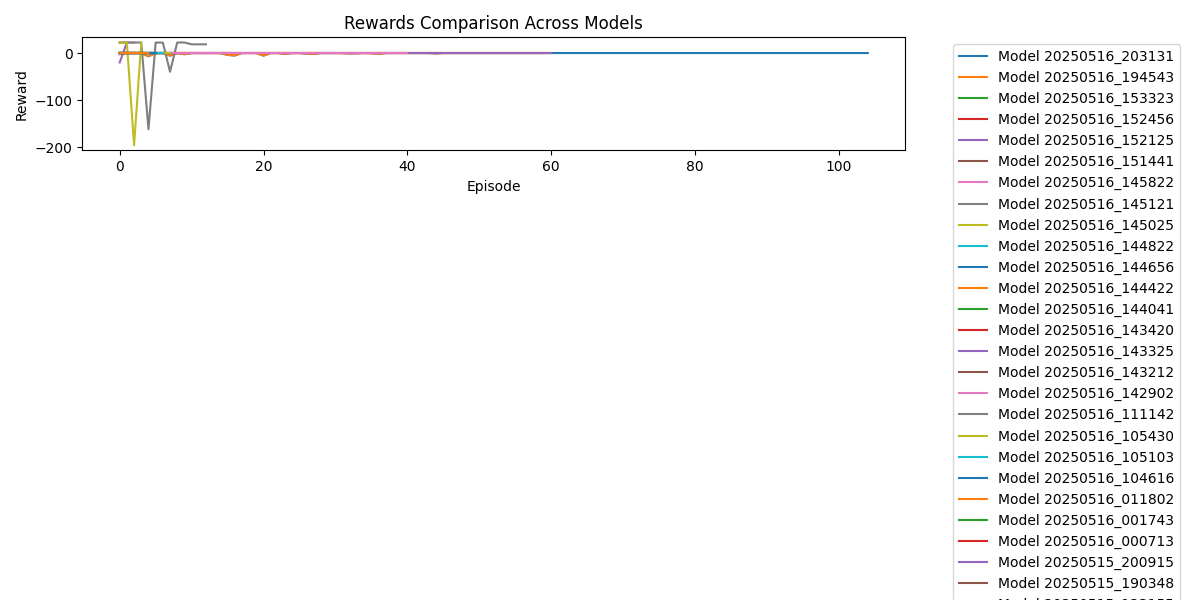 Rewards Comparison Across Models
0
−100
−200
Reward
0 20 40 60 80 100
Episode
Model 20250516_203131
Model 20250516_194543
Model 20250516_153323
Model 20250516_152456
Model 20250516_152125
Model 20250516_151441
Model 20250516_145822
Model 20250516_145121
Model 20250516_145025
Model 20250516_144822
Model 20250516_144656
Model 20250516_144422
Model 20250516_144041
Model 20250516_143420
Model 20250516_143325
Model 20250516_143212
Model 20250516_142902
Model 20250516_111142
Model 20250516_105430
Model 20250516_105103
Model 20250516_104616
Model 20250516_011802
Model 20250516_001743
Model 20250516_000713
Model 20250515_200915
Model 20250515_190348